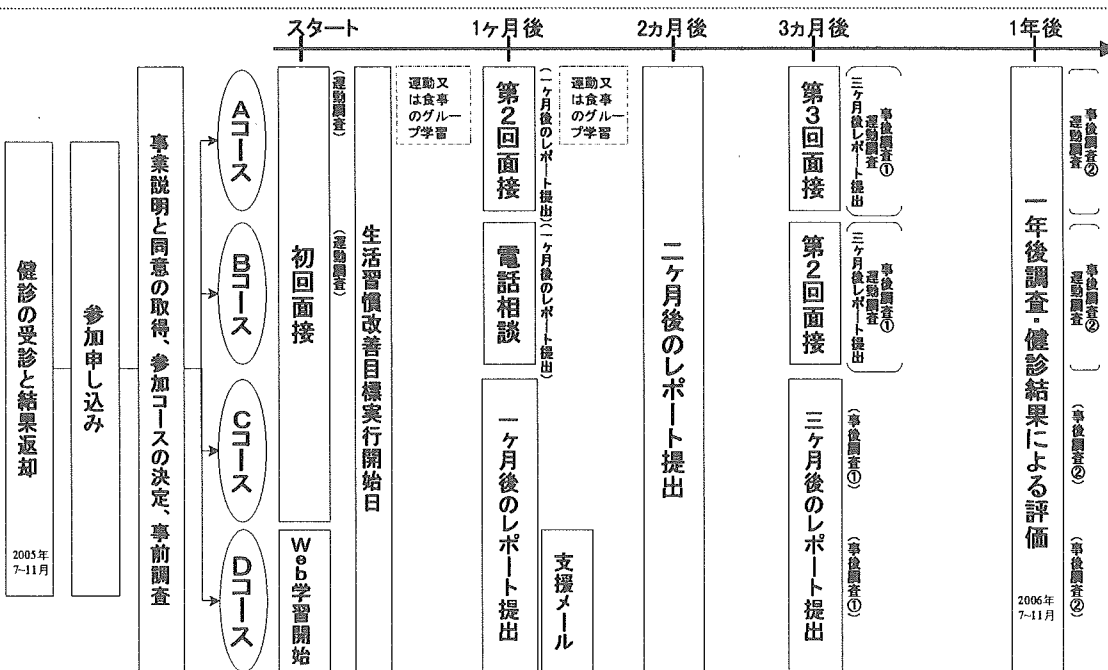 スタート
1ヶ月後
2カ月後
3カ月後
1年後
健診の受診と結果返却
2005年
7~11月
参加申し込み
事業説明と同意の取得、参加コースの決定、事前調査
Aコース
Bコース
Cコース
Dコース
初回面接
(運動調査)
(運動調査)
Web学習開始
生活習慣改善目標実行開始日
運動又
は食事
のグルー
プ学習
第2回面接
(一ヶ月後のレポート提出)
電話相談
(一ヶ月後のレポート提出)
一ヶ月後のレポート提出
支援メール
運動又
は食事
のグルー
プ学習
二ヶ月後のレポート提出
第3回面接
事後調査①
運動調査
三ヶ月後レポート提出
第2回面接
事後調査①
運動調査
三ヶ月後レポート提出
三ヶ月後のレポート提出
(事後調査①)
(事後調査①)
一年後調査・健診結果による評価
2006年
7~11月
事後調査②
運動調査
事後調査②
運動調査
(事後調査②)
(事後調査②)